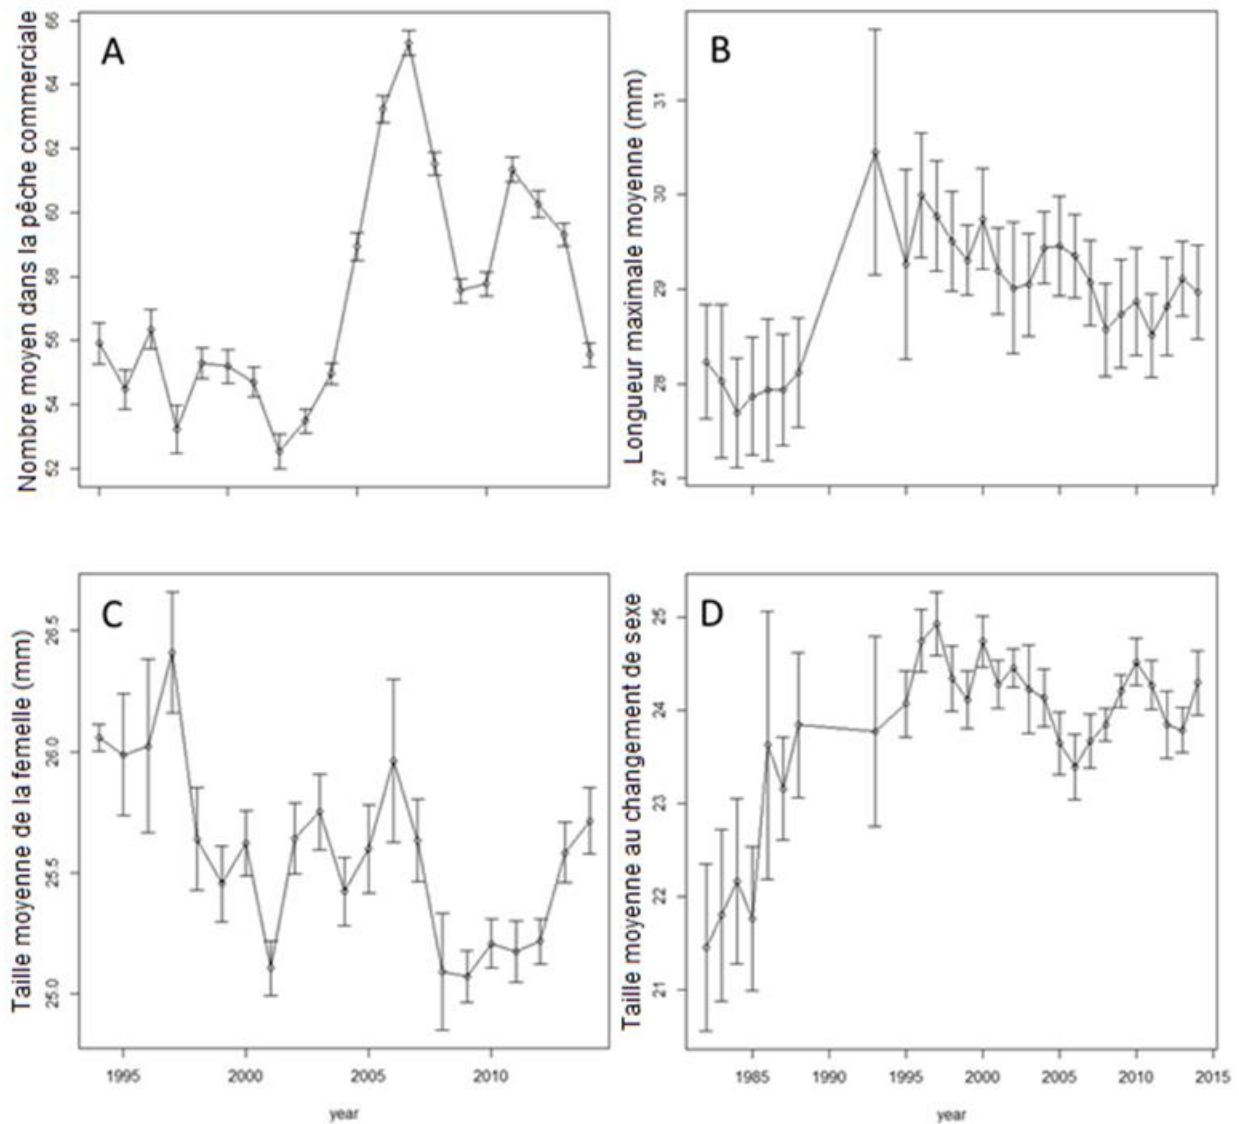 A
Nombre moyen dans la pêche commerciale
66
64
62
60
58
56
54
52
B
Longueur maximale moyenne (mm)
31
30
29
28
27
C
Taille moyenne de la femelle (mm)
26.5
26.0
25.5
25.0
1995 2000 2005 2010
year
D
Taille moyenne au changement de sexe
25
24
23
22
21
1985 1990 1995 2000 2005 2010 2015
year